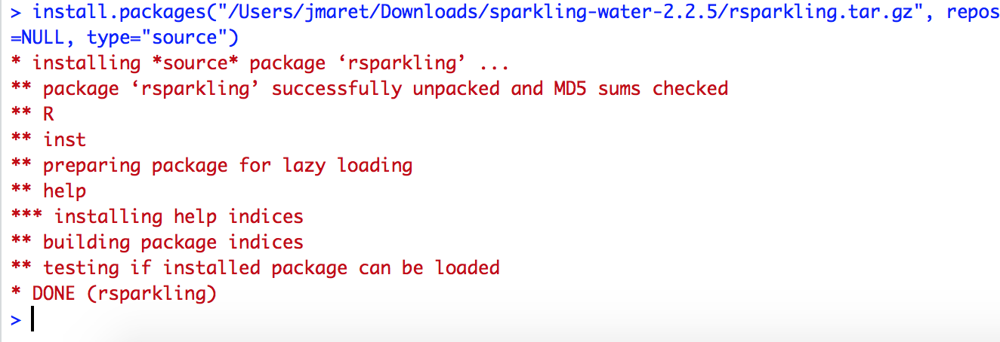 > install.packages("/Users/jmaret/Downloads/sparkling-water-2.2.5/rsparkling.tar.gz", repos
=NULL, type="source")
* installing *source* package ‘rsparkling’ ...
** package ‘rsparkling’ successfully unpacked and MD5 sums checked
** R
** inst
** preparing package for lazy loading
** help
*** installing help indices
** building package indices
** testing if installed package can be loaded
* DONE (rsparkling)
>